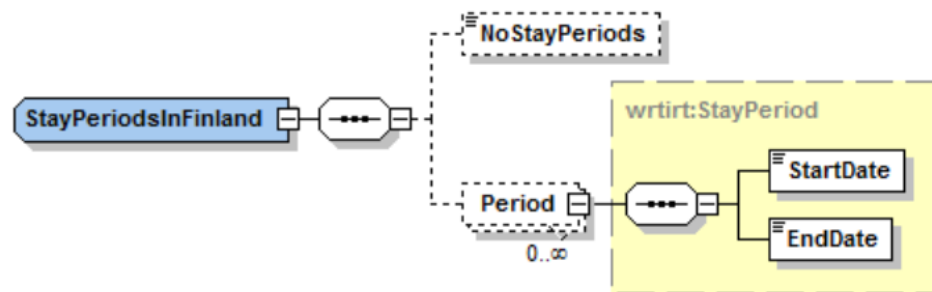 NoStayPeriods
StayPeriodsInFinland
wrtirt:StayPeriod
StartDate
Period
EndDate
0..∞